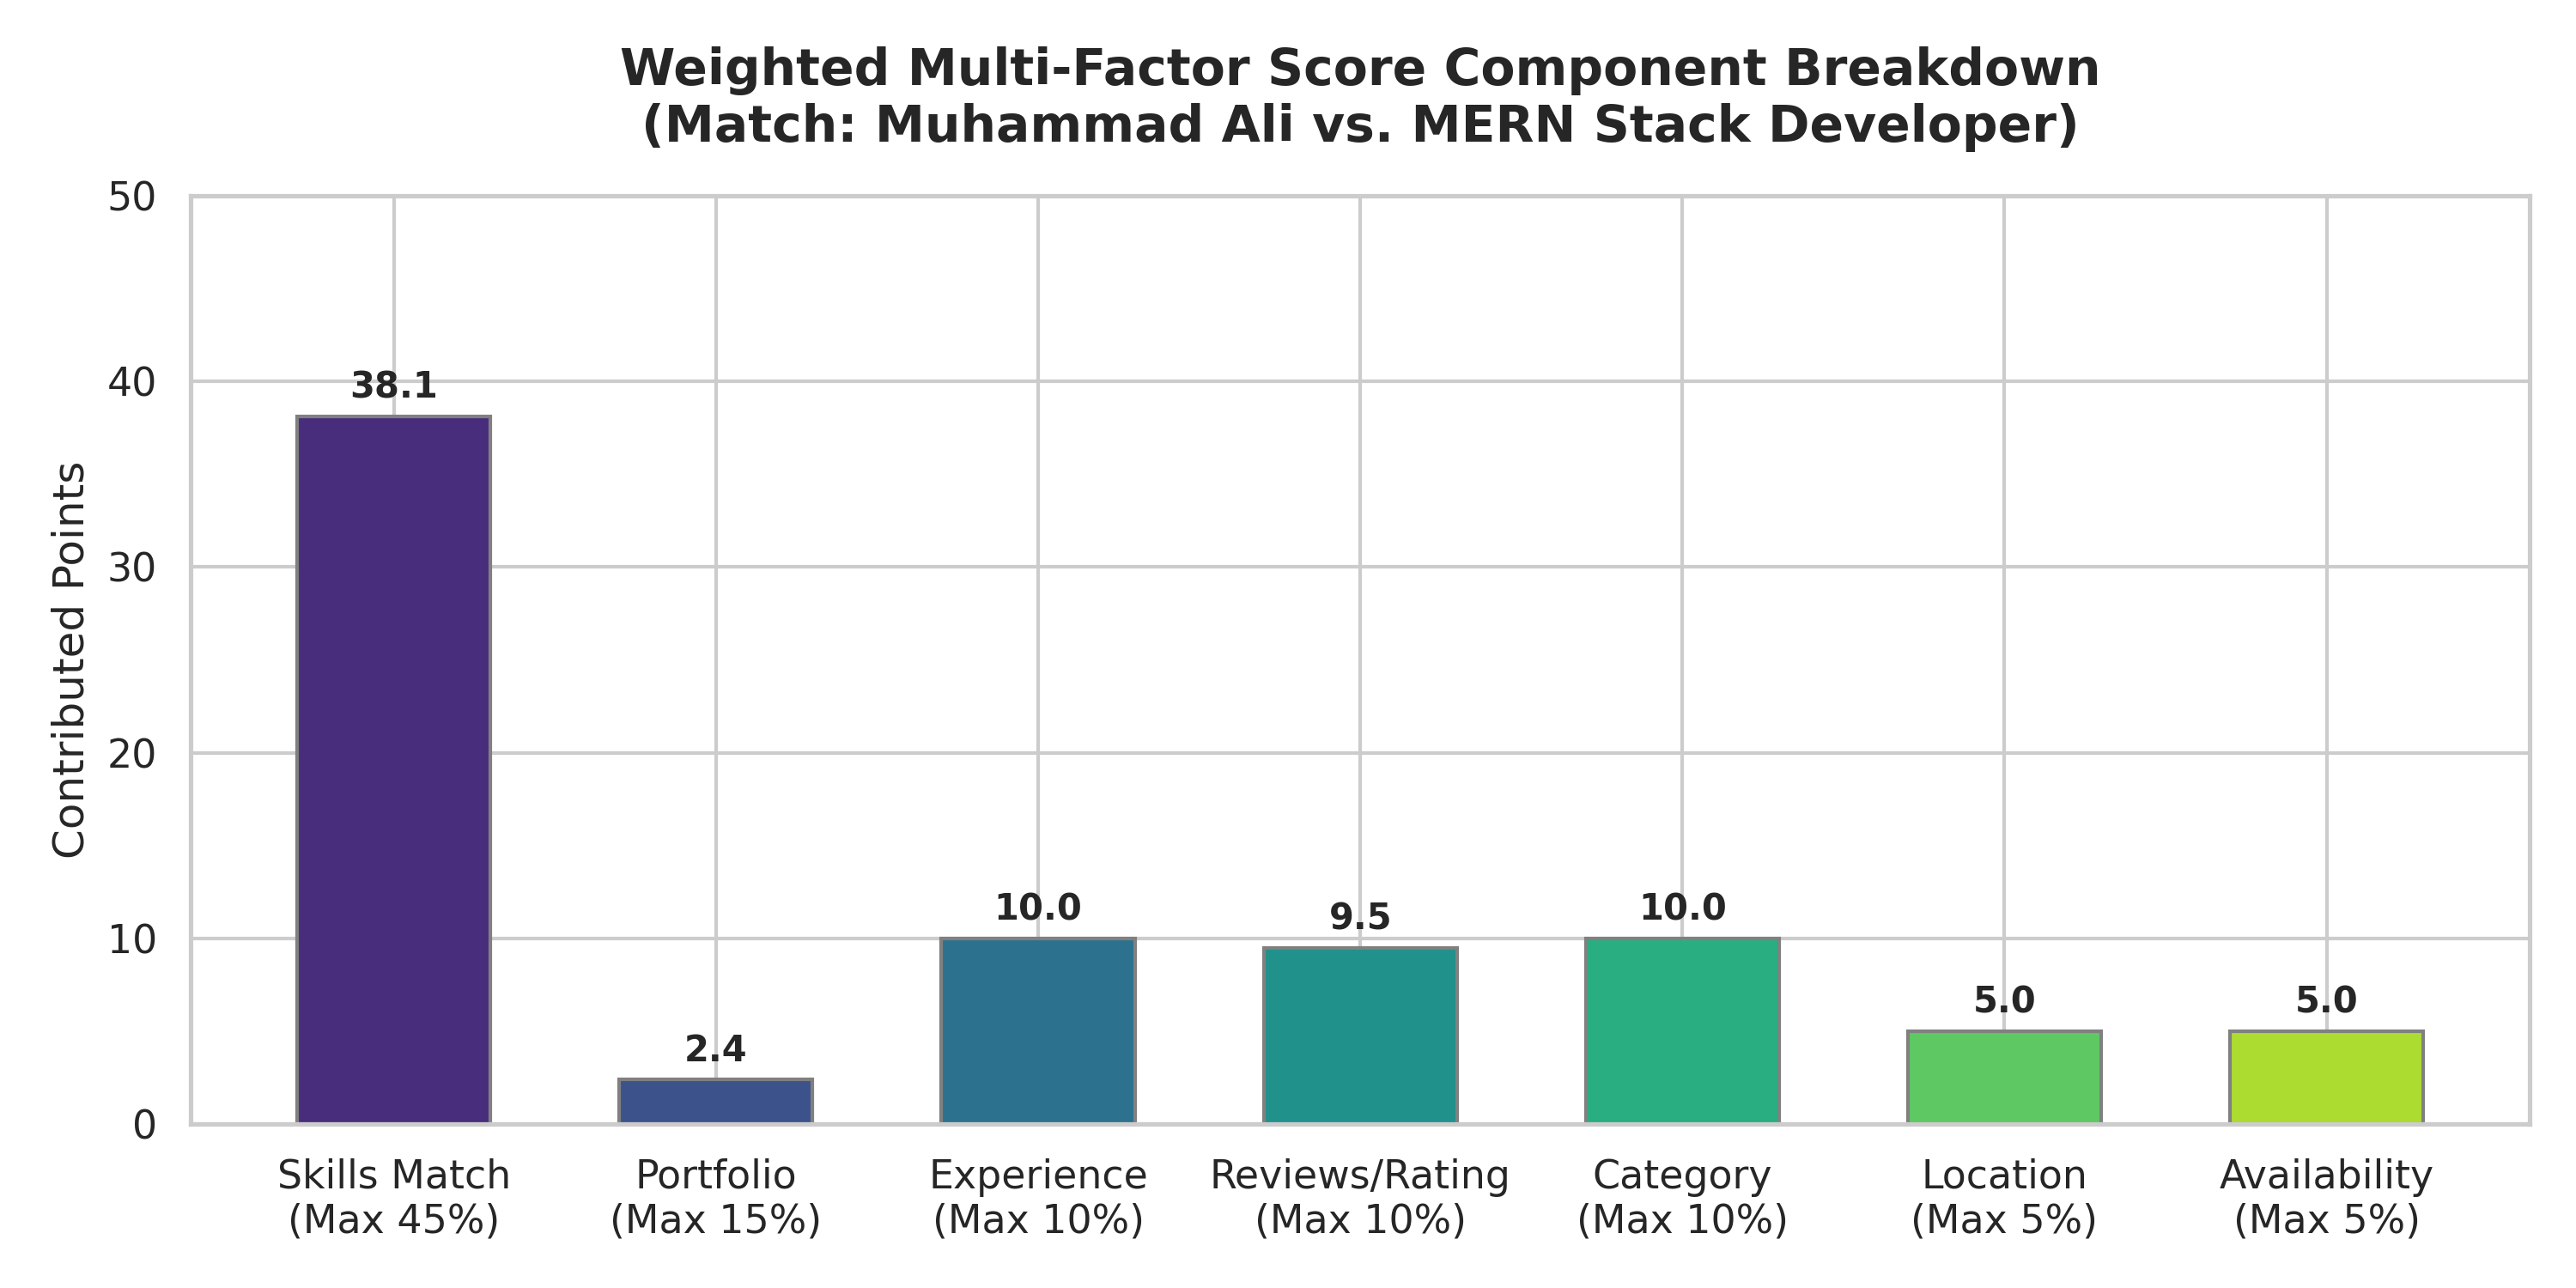 Weighted Multi-Factor Score Component Breakdown
(Match: Muhammad Ali vs. MERN Stack Developer)
Contributed Points
50
40
30
20
10
0
38.1
2.4
10.0
9.5
10.0
5.0
5.0
Skills Match
(Max 45%)
Portfolio
(Max 15%)
Experience
(Max 10%)
Reviews/Rating
(Max 10%)
Category
(Max 10%)
Location
(Max 5%)
Availability
(Max 5%)